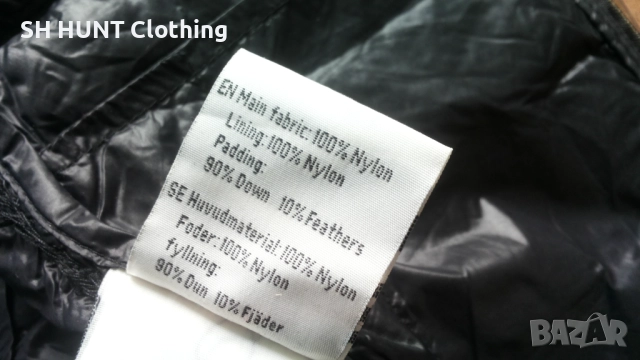 SH HUNT Clothing
EN Main fabric:100% Nylon
Lining:100% Nylon
Padding:
90% Down 10% Feathers
SE Huvudmaterial:100% Nylon
Foder:100% Nylon
fyllning:
90% Dun 10% Fjäder
BAZAR